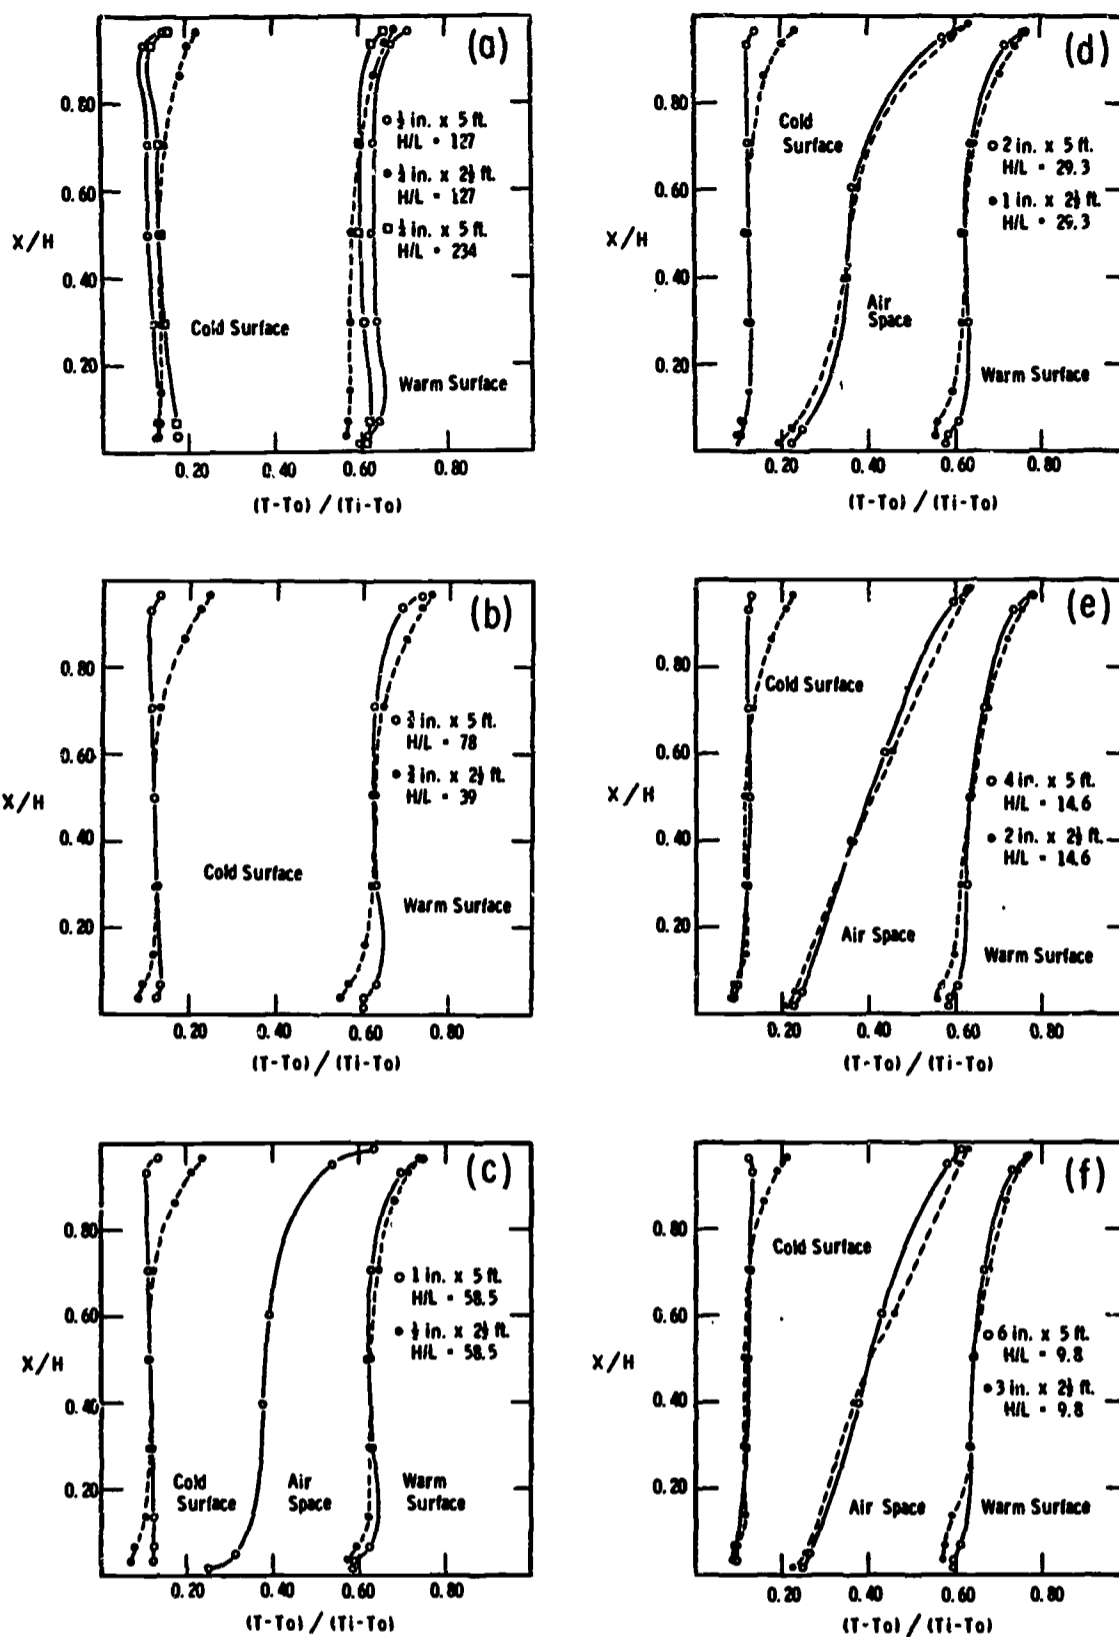 (a)
0.80
0.60
X/H
0.40
0.20
½ in. x 5 ft.
H/L = 127
¼ in. x 2½ ft.
H/L = 127
¼ in. x 5 ft.
H/L = 234
Cold Surface
Warm Surface
0.20 0.40 0.60 0.80
(T-To) / (Ti-To)
(d)
0.80
0.60
X/H
0.40
0.20
Cold
Surface
2 in. x 5 ft.
H/L = 29.3
1 in. x 2½ ft.
H/L = 29.3
Air
Space
Warm Surface
0.20 0.40 0.60 0.80
(T-To) / (Ti-To)
(b)
0.80
0.60
X/H
0.40
0.20
¾ in. x 5 ft.
H/L = 78
¾ in. x 2½ ft.
H/L = 39
Cold Surface
Warm Surface
0.20 0.40 0.60 0.80
(T-To) / (Ti-To)
(e)
0.80
0.60
X/H
0.40
0.20
Cold Surface
4 in. x 5 ft.
H/L = 14.6
2 in. x 2½ ft.
H/L = 14.6
Air Space
Warm Surface
0.20 0.40 0.60 0.80
(T-To) / (Ti-To)
(c)
0.80
0.60
X/H
0.40
0.20
1 in. x 5 ft.
H/L = 58.5
½ in. x 2½ ft.
H/L = 58.5
Cold
Surface
Air
Space
Warm
Surface
0.20 0.40 0.60 0.80
(T-To) / (Ti-To)
(f)
0.80
0.60
X/H
0.40
0.20
Cold Surface
6 in. x 5 ft.
H/L = 9.8
3 in. x 2½ ft.
H/L = 9.8
Air Space
Warm Surface
0.20 0.40 0.60 0.80
(T-To) / (Ti-To)